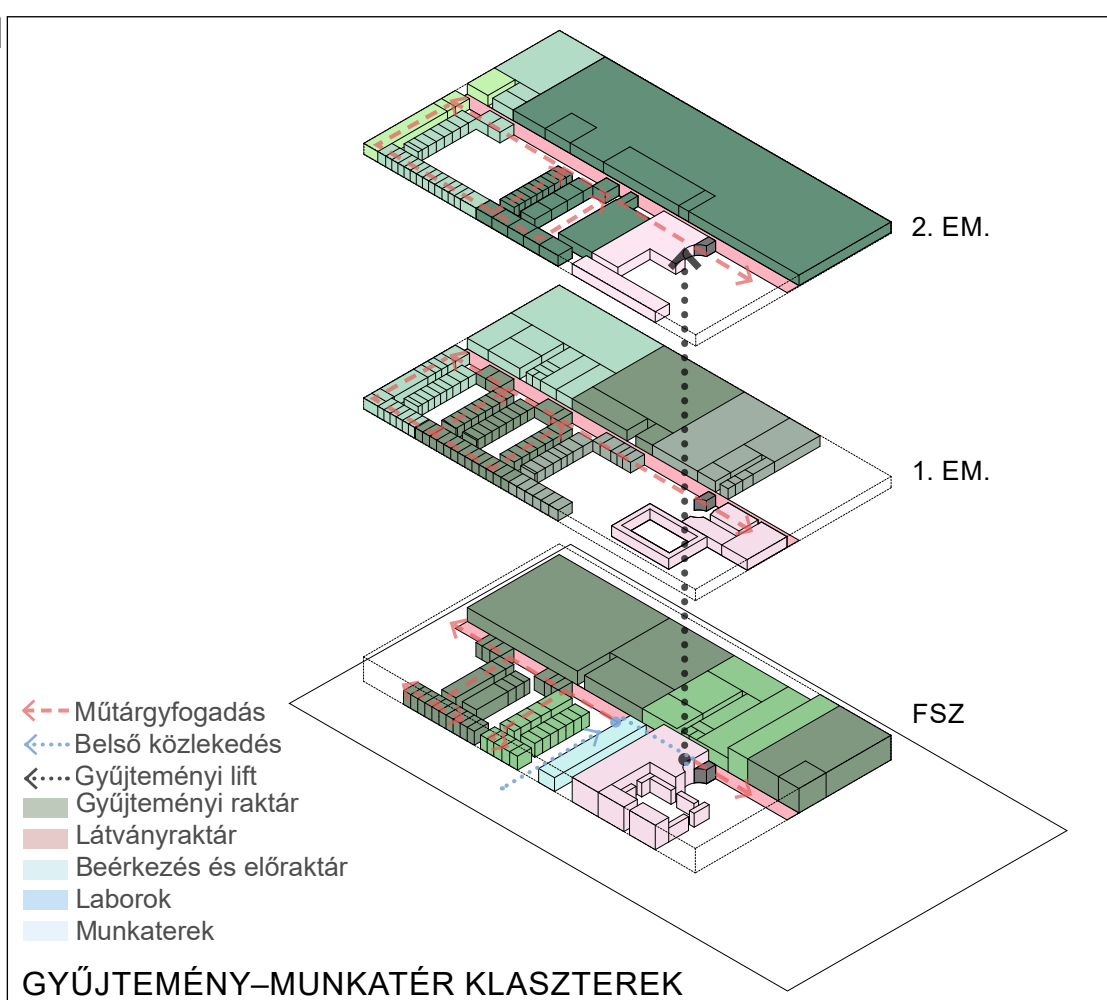 2. EM.
1. EM.
FSZ
Műtárgyfogadás
Belső közlekedés
Gyűjteményi lift
Gyűjteményi raktár
Látványraktár
Beérkezés és előraktár
Laborok
Munkaterek
GYŰJTEMÉNY–MUNKATÉR KLASZTEREK